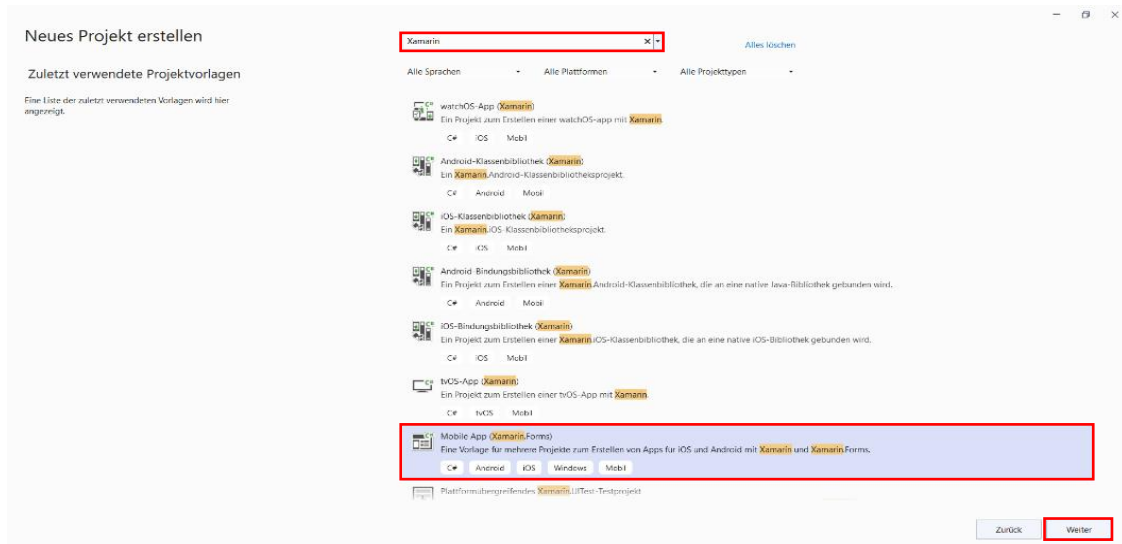 Neues Projekt erstellen
Zuletzt verwendete Projektvorlagen
Eine Liste der zuletzt verwendeten Vorlagen wird hier
angezeigt.
Xamarin
Alles löschen
Alle Sprachen
Alle Plattformen
Alle Projekttypen
C#
watchOS-App (Xamarin)
Ein Projekt zum Erstellen einer watchOS-app mit Xamarin.
C# iOS Mobil
C#
Android-Klassenbibliothek (Xamarin)
Ein Xamarin.Android-Klassenbibliotheksprojekt.
C# Android Mobil
C#
iOS-Klassenbibliothek (Xamarin)
Ein Xamarin.iOS-Klassenbibliotheksprojekt.
C# iOS Mobil
C#
Android-Bindungsbibliothek (Xamarin)
Ein Projekt zum Erstellen einer Xamarin.Android-Klassenbibliothek, die an eine native Java-Bibliothek gebunden wird.
C# Android Mobil
C#
iOS-Bindungsbibliothek (Xamarin)
Ein Projekt zum Erstellen einer Xamarin.iOS-Klassenbibliothek, die an eine native iOS-Bibliothek gebunden wird.
C# iOS Mobil
C#
tvOS-App (Xamarin)
Ein Projekt zum Erstellen einer tvOS-App mit Xamarin.
C# tvOS Mobil
C#
Mobile App (Xamarin.Forms)
Eine Vorlage für mehrere Projekte zum Erstellen von Apps für iOS und Android mit Xamarin und Xamarin.Forms.
C# Android iOS Windows Mobil
Plattformübergreifendes Xamarin.UITest-Testprojekt
Zurück
Weiter